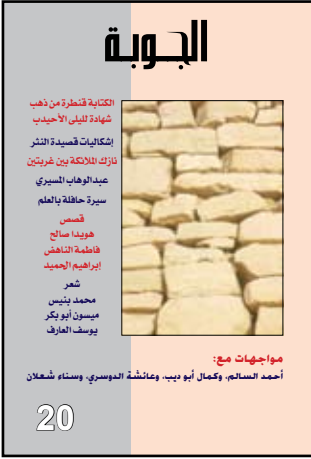 الجوبة
الكتابة قنطرة من ذهب
شهادة لليلى الأحيدب
إشكاليات قصيدة النثر
نازك الملائكة بين غربتين
عبدالوهاب المسيري
سيرة حافلة بالعلم
قصص
هويدا صالح
فاطمة الناهض
إبراهيم الحميد
شعر
محمد بنيس
ميسون أبو بكر
يوسف العارف
مواجهات مع:
أحمد السالم، وكمال أبو ديب، وعائشة الدوسري، وسناء شعلان
20